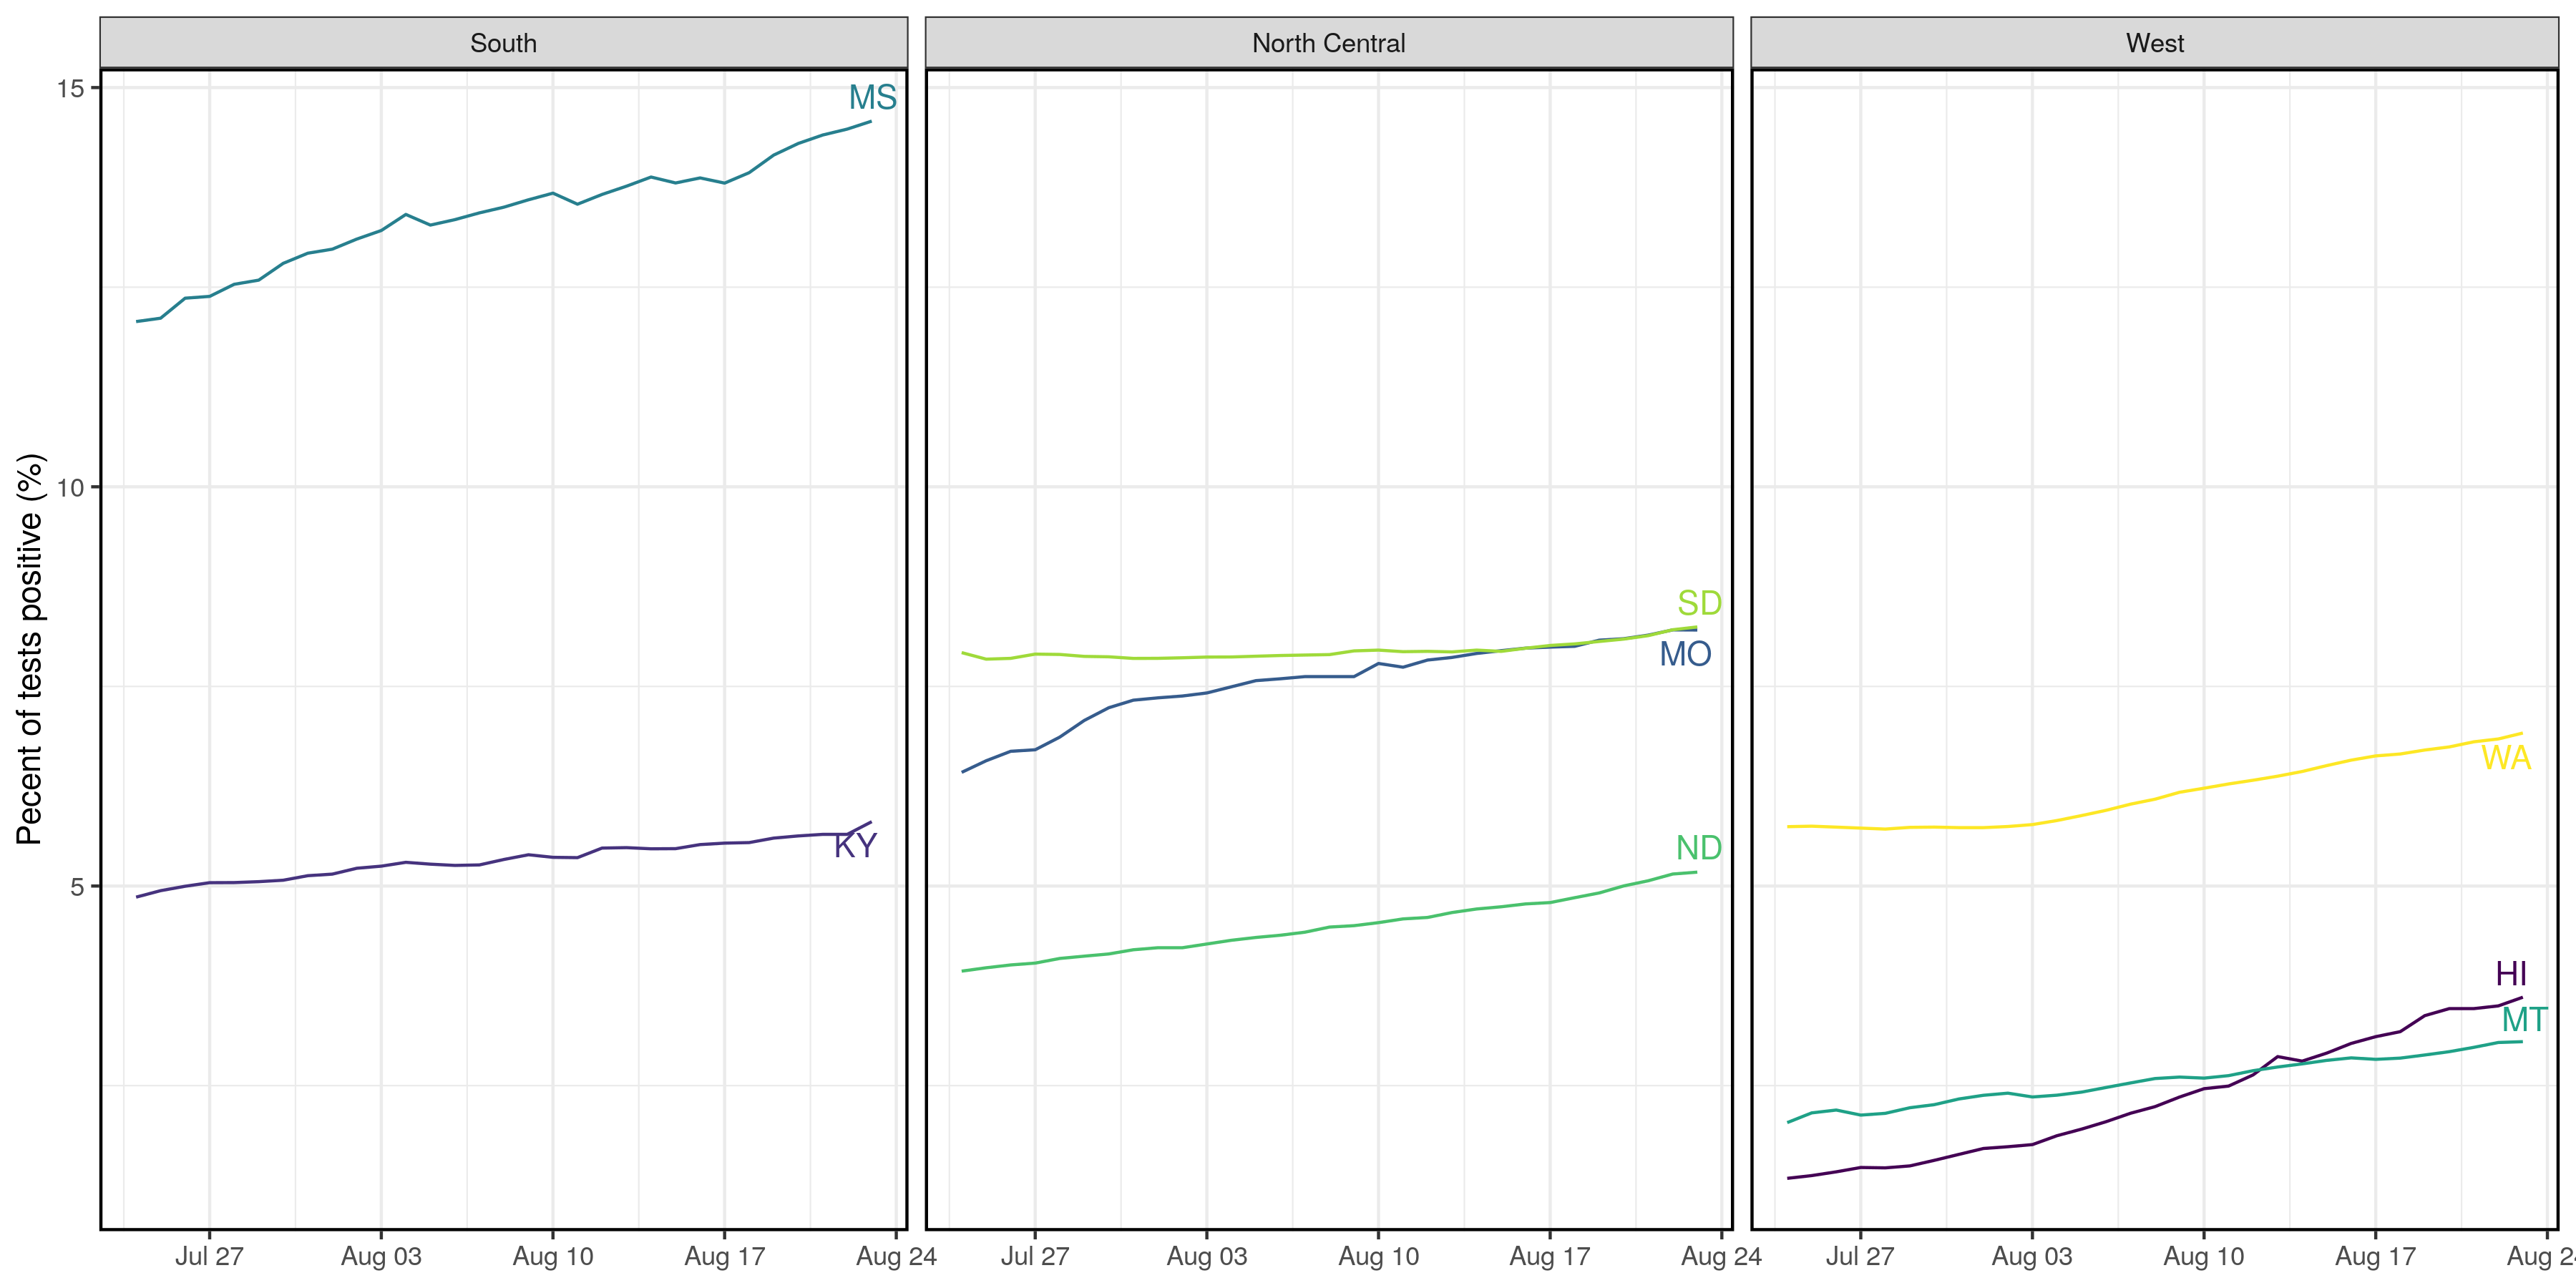 South
North Central
West
Pecent of tests positive (%)
15
10
5
MS
KY
SD
MO
ND
WA
HI
MT
Jul 27 Aug 03 Aug 10 Aug 17 Aug 24
Jul 27 Aug 03 Aug 10 Aug 17 Aug 24
Jul 27 Aug 03 Aug 10 Aug 17 Aug 2